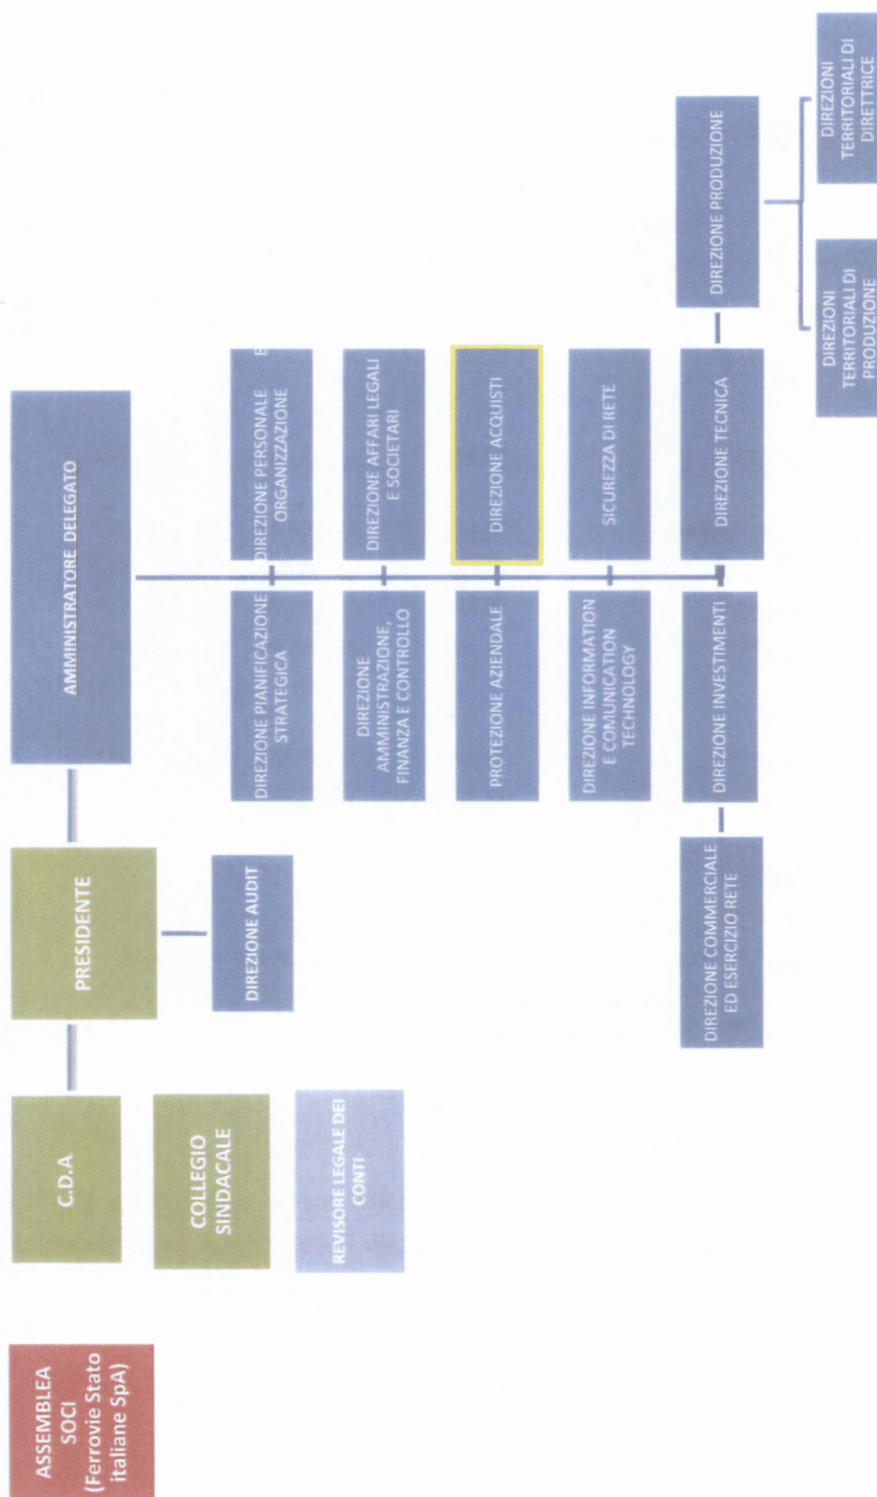 ASSEMBLEA
SOCI
(Ferrovie Stato
italiane SpA)
C.D.A
PRESIDENTE
AMMINISTRATORE DELEGATO
COLLEGIO
SINDACALE
REVISORE LEGALE DEI
CONTI
DIREZIONE AUDIT
DIREZIONE PIANIFICAZIONE
STRATEGICA
DIREZIONE PERSONALE E
ORGANIZZAZIONE
DIREZIONE
AMMINISTRAZIONE,
FINANZA E CONTROLLO
DIREZIONE AFFARI LEGALI
E SOCIETARI
PROTEZIONE AZIENDALE
DIREZIONE ACQUISTI
DIREZIONE INFORMATION
E COMUNICATION
TECHNOLOGY
SICUREZZA DI RETE
DIREZIONE COMMERCIALE
ED ESERCIZIO RETE
DIREZIONE INVESTIMENTI
DIREZIONE TECNICA
DIREZIONE PRODUZIONE
DIREZIONI
TERRITORIALI DI
PRODUZIONE
DIREZIONI
TERRITORIALI DI
DIRETTRICE